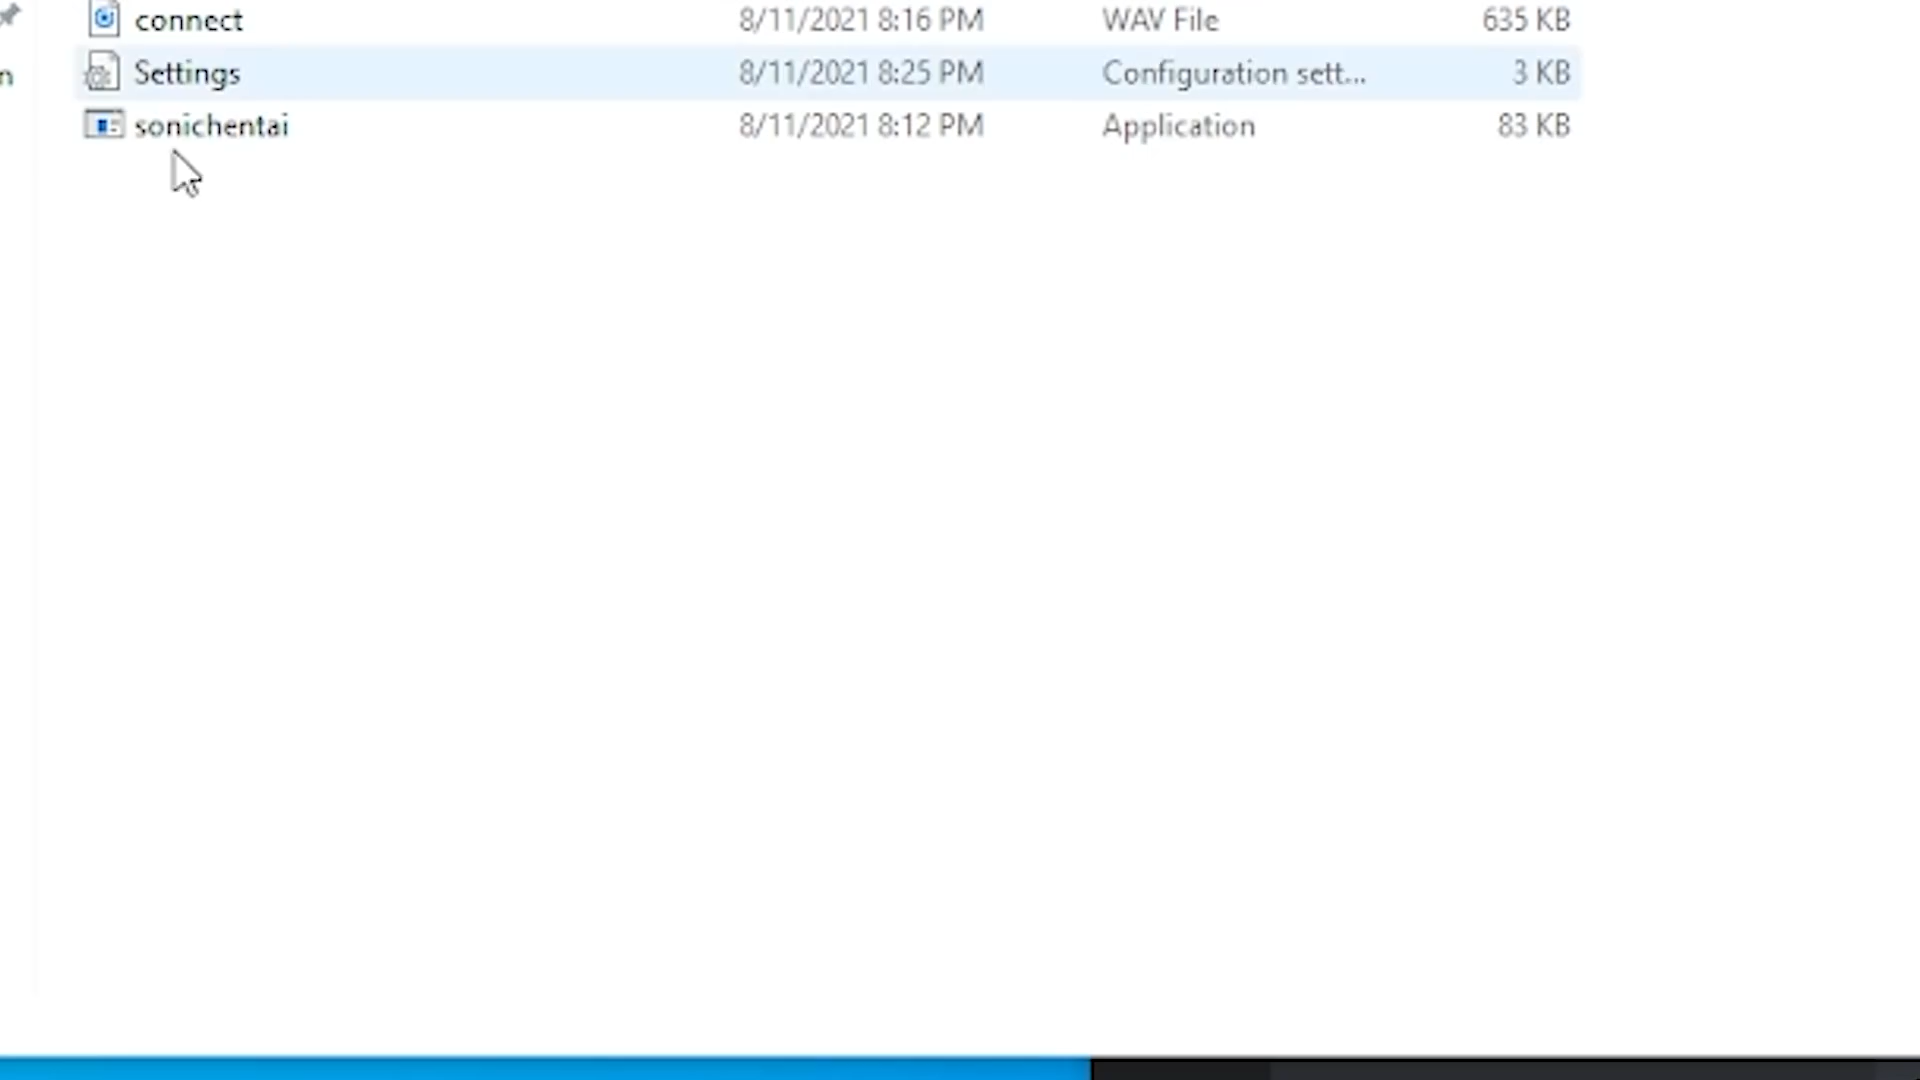 connect 8/11/2021 8:16 PM WAV File 635 KB
n
Settings 8/11/2021 8:25 PM Configuration sett... 3 KB
sonichentai 8/11/2021 8:12 PM Application 83 KB